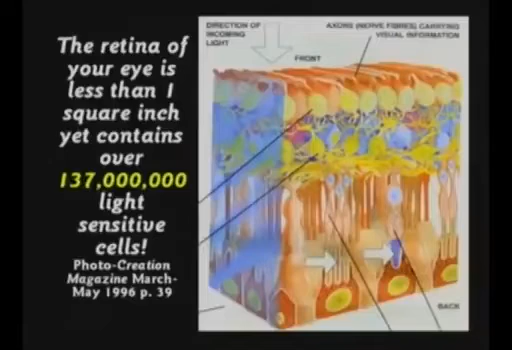 The retina of
your eye is
less than 1
square inch
yet contains
over
137,000,000
light
sensitive
cells!
Photo-Creation
Magazine March-
May 1996 p. 39
DIRECTION OF
INCOMING
LIGHT
FRONT
AXONS (NERVE FIBRES) CARRYING
VISUAL INFORMATION
BACK